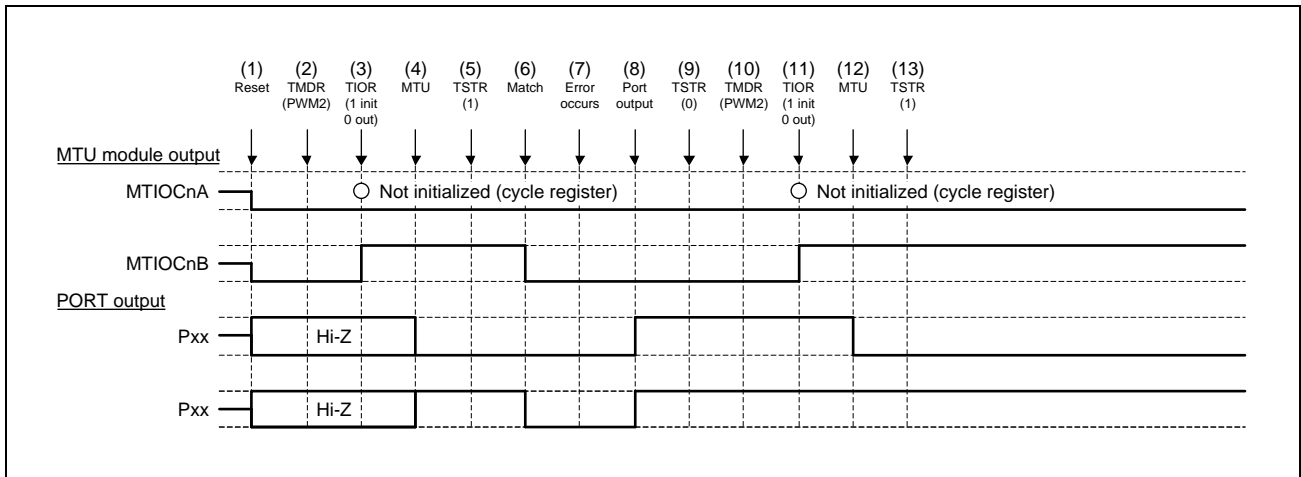 (1) (2) (3) (4) (5) (6) (7) (8) (9) (10) (11) (12) (13)
Reset TMDR TIOR MTU TSTR Match Error Port TSTR TMDR TIOR MTU TSTR
(PWM2) (1 init (1) occurs output (0) (PWM2) (1 init (1)
0 out) 0 out)
MTU module output
MTIOCnA Not initialized (cycle register) Not initialized (cycle register)
MTIOCnB
PORT output
Pxx Hi-Z
Pxx Hi-Z